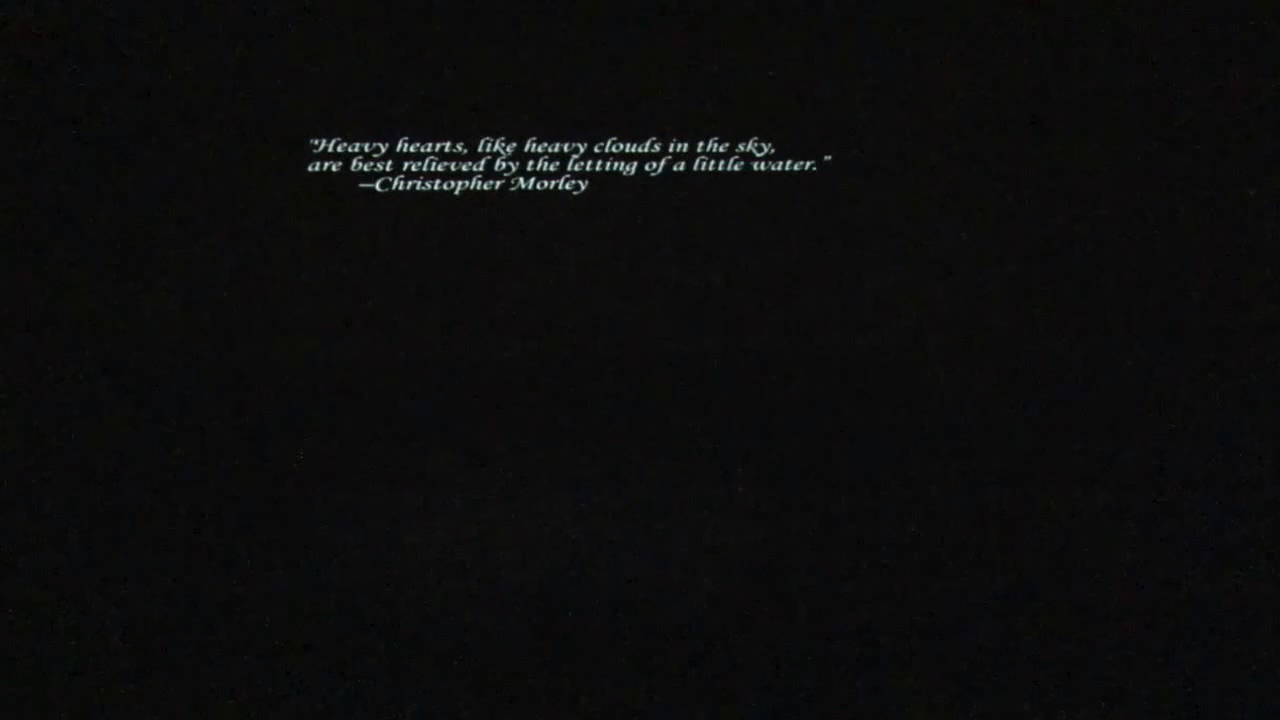 "Heavy hearts, like heavy clouds in the sky,
are best relieved by the letting of a little water."
—Christopher Morley